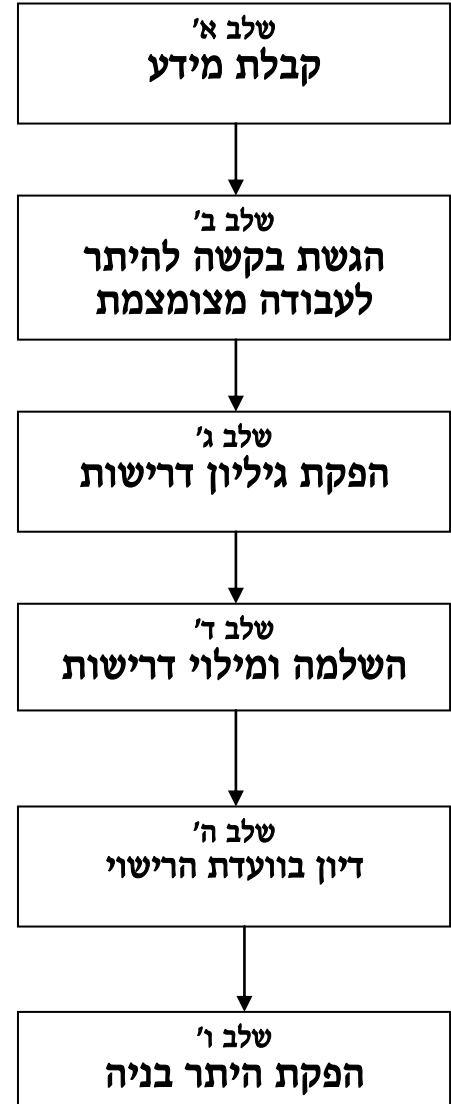 שלב א'
קבלת מידע
שלב ב'
הגשת בקשה להיתר
לעבודה מצומצמת
שלב ג'
הפקת גיליון דרישות
שלב ד'
השלמה ומילוי דרישות
שלב ה'
דיון בוועדת הרישוי
שלב ו'
הפקת היתר בניה